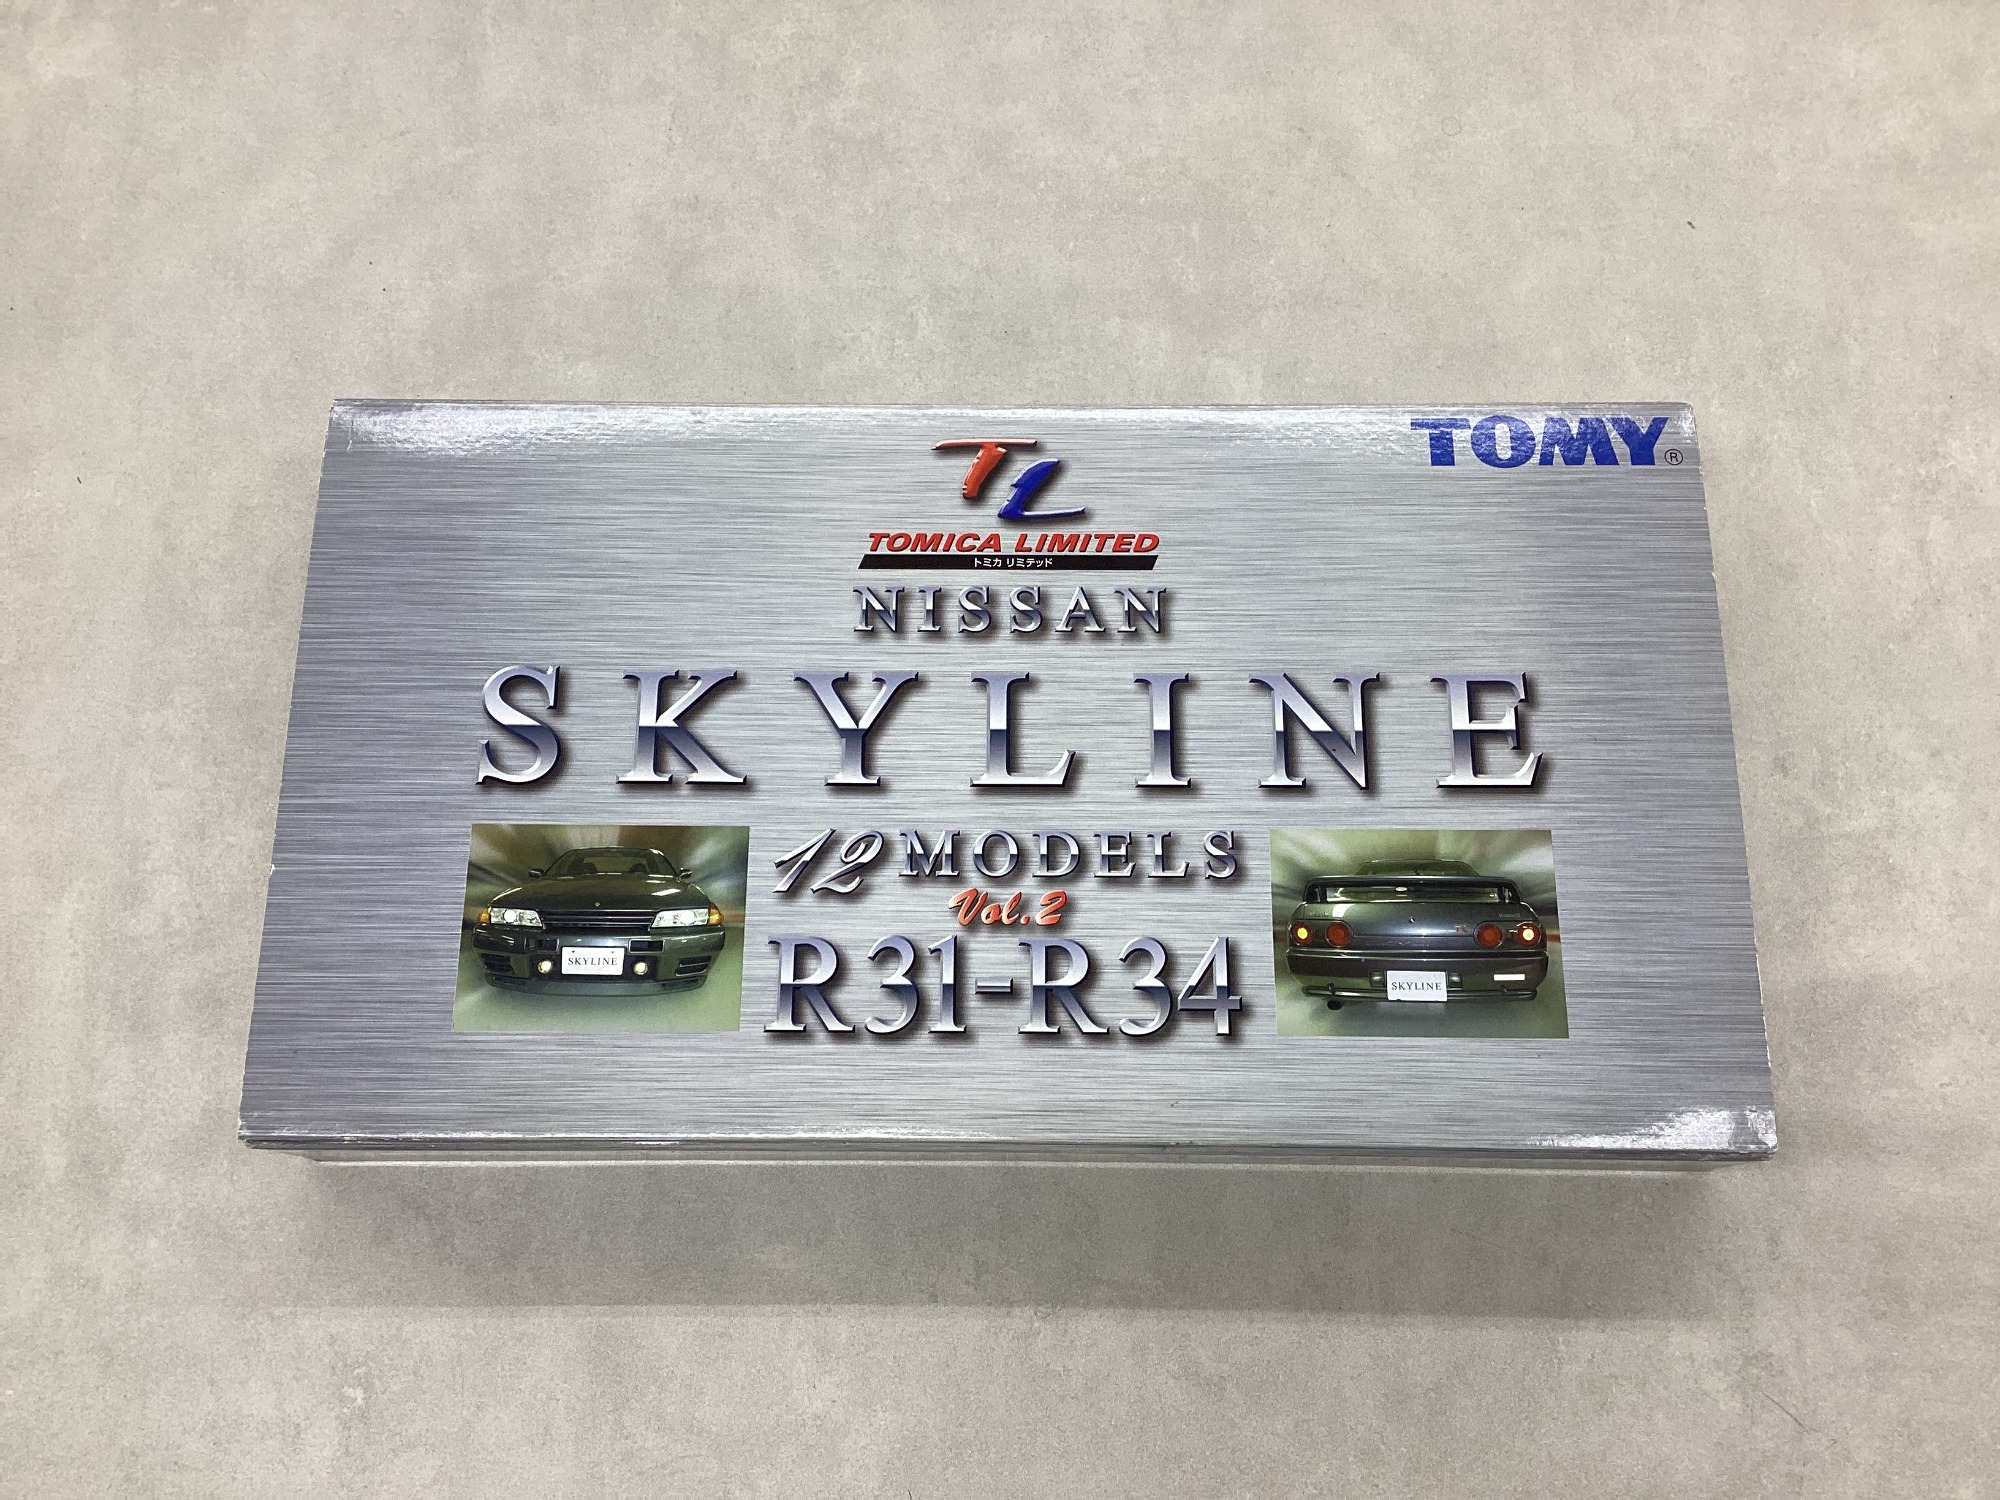 TOMY®
TL
TOMICA LIMITED
トミカ リミテッド
NISSAN
SKYLINE
12 MODELS
Vol.2
R31-R34
SKYLINE
SKYLINE